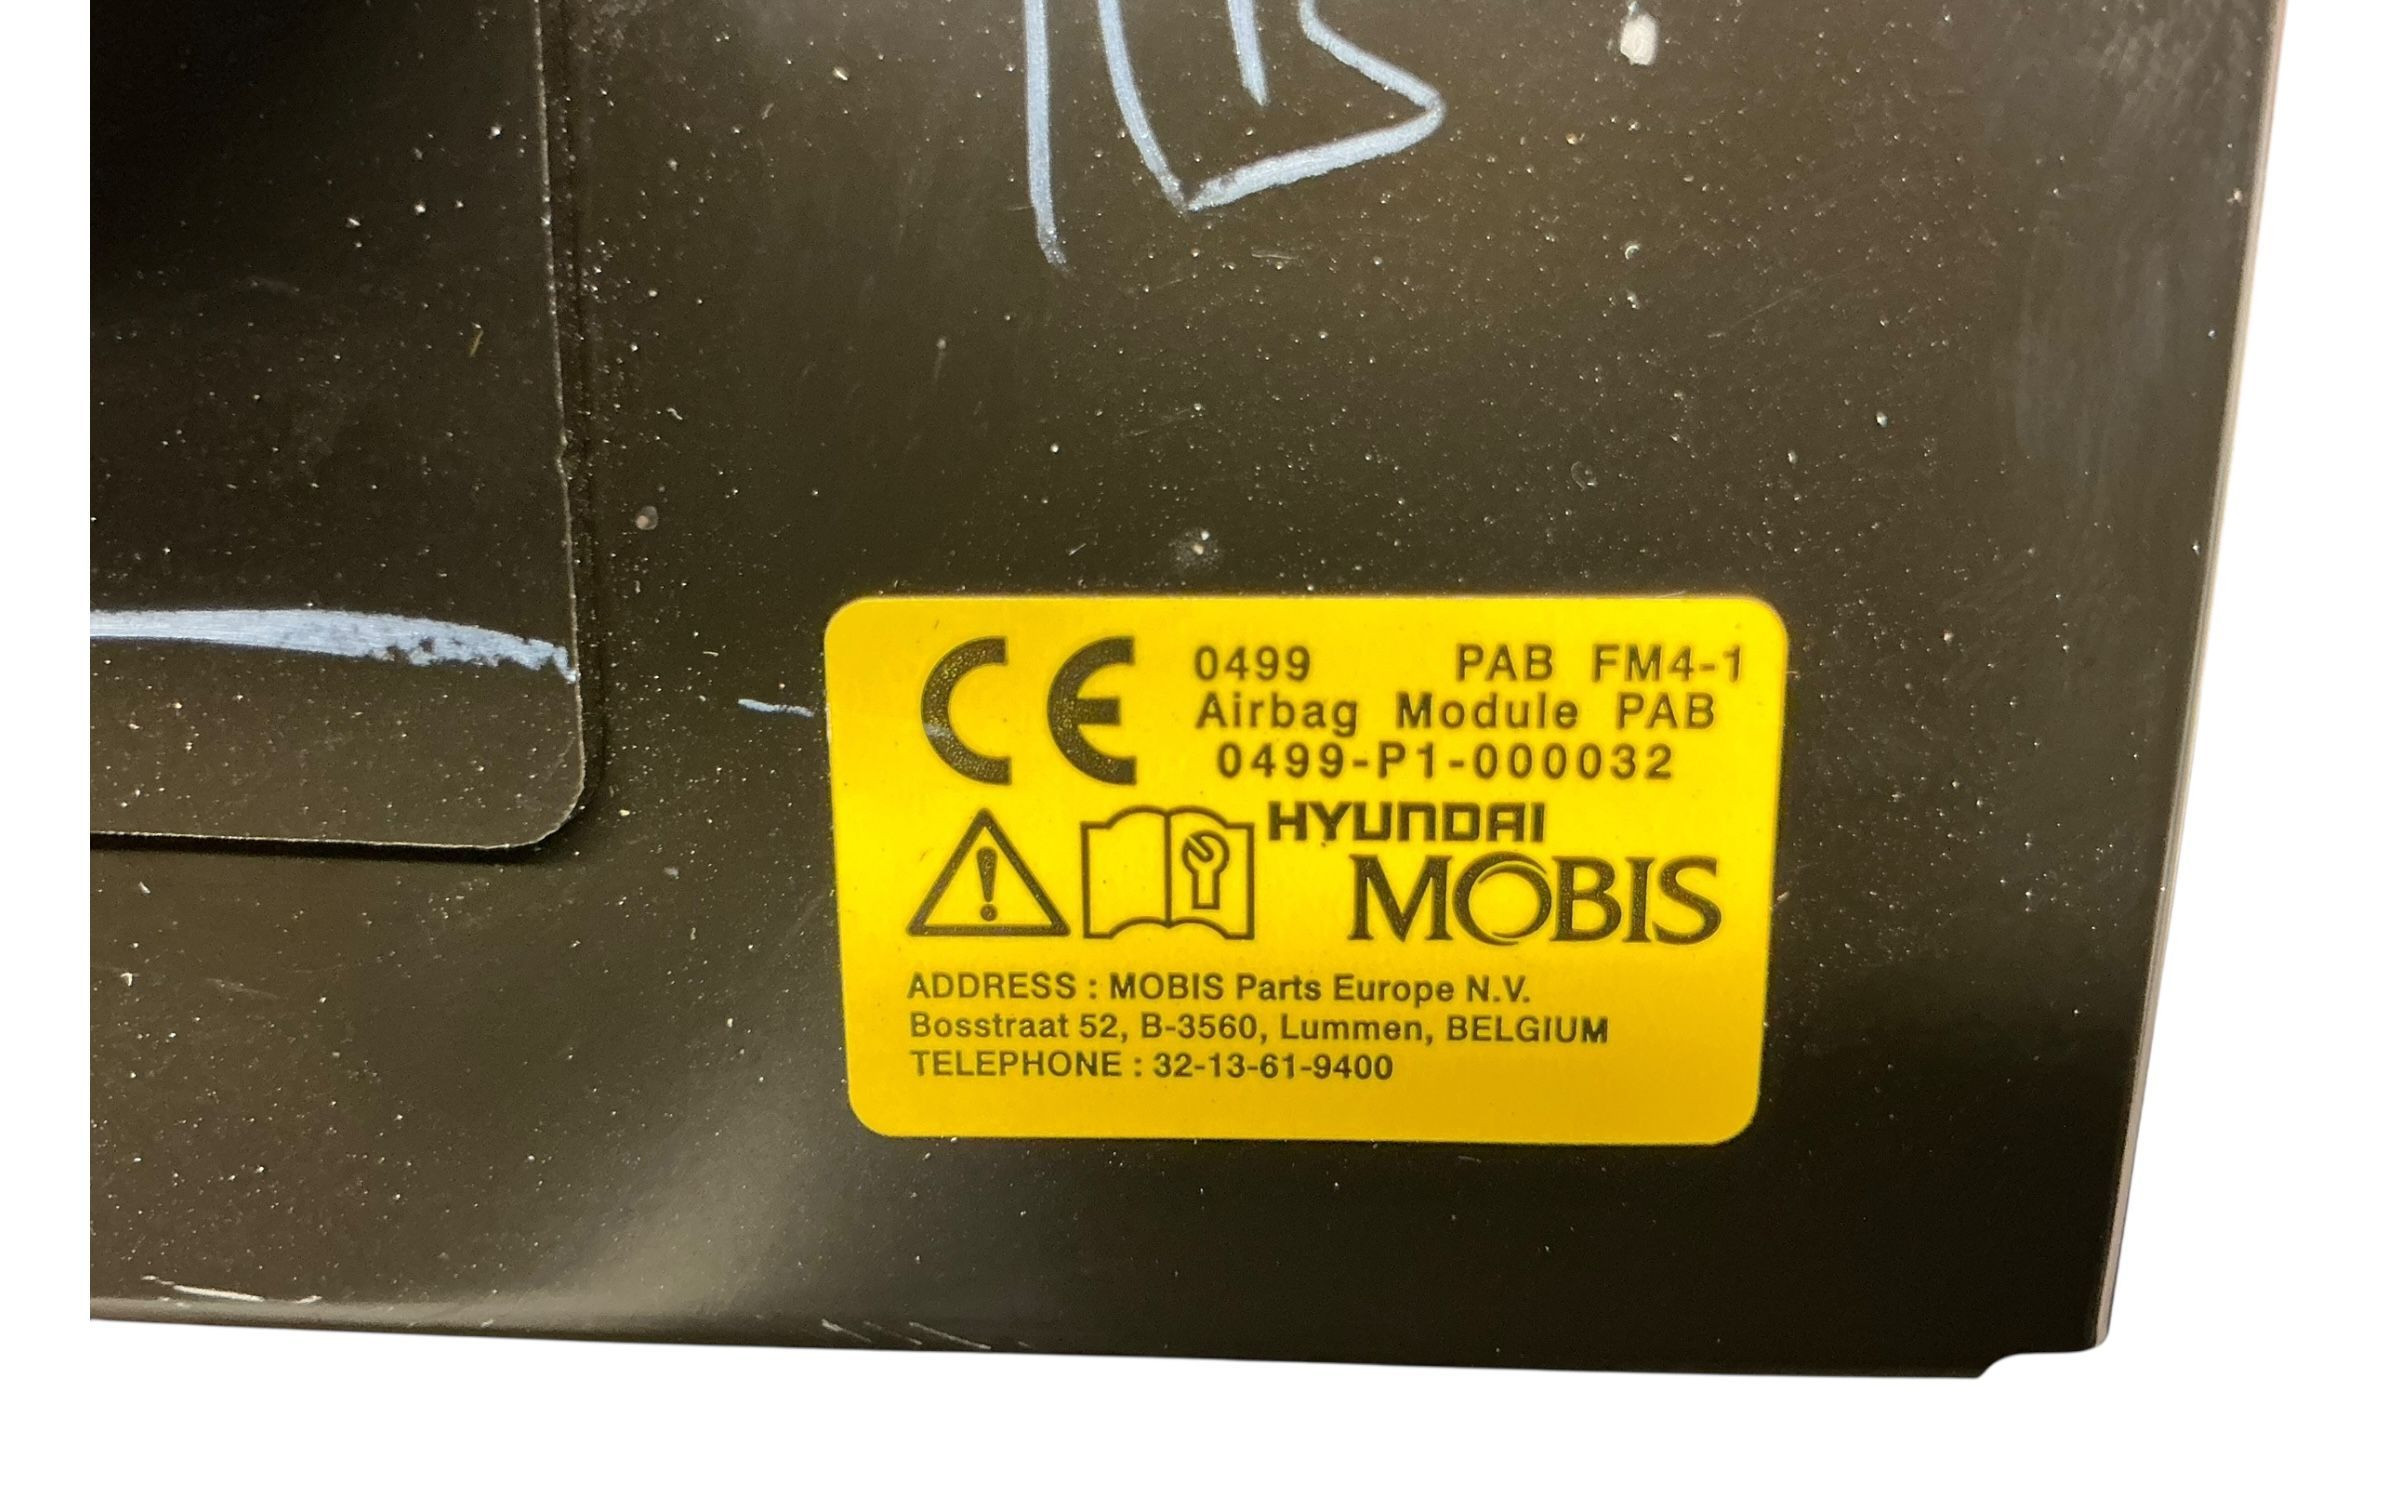 CE 0499 PAB FM4-1
Airbag Module PAB
0499-P1-000032
HYUNDAI
MOBIS
ADDRESS : MOBIS Parts Europe N.V.
Bosstraat 52, B-3560, Lummen, BELGIUM
TELEPHONE : 32-13-61-9400